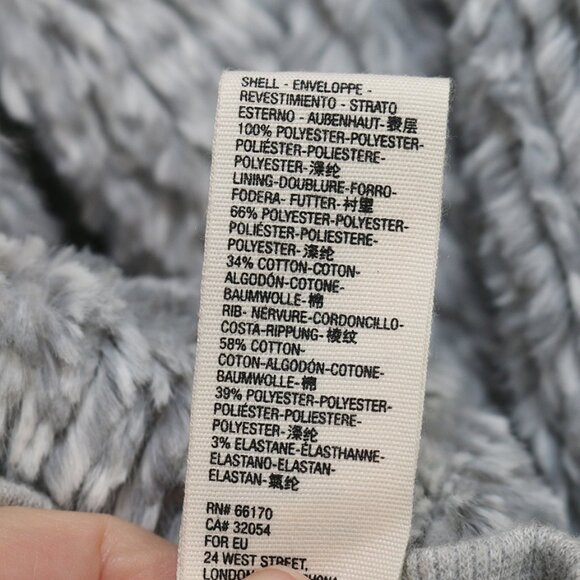 SHELL - ENVELOPPE -
REVESTIMIENTO - STRATO
ESTERNO - AUßENHAUT-表层
100% POLYESTER-POLYESTER-
POLIÉSTER-POLIESTERE-
POLYESTER-涤纶
LINING-DOUBLURE-FORRO-
FODERA- FUTTER-衬里
66% POLYESTER-POLYESTER-
POLIÉSTER-POLIESTERE-
POLYESTER-涤纶
34% COTTON-COTON-
ALGODÓN-COTONE-
BAUMWOLLE-棉
RIB- NERVURE-CORDONCILLO-
COSTA-RIPPUNG-棱纹
58% COTTON-
COTON-ALGODÓN-COTONE-
BAUMWOLLE-棉
39% POLYESTER-POLYESTER-
POLIÉSTER-POLIESTERE-
POLYESTER-涤纶
3% ELASTANE-ÉLASTHANNE-
ELASTANO-ELASTAN-
ELASTAN-氨纶
RN# 66170
CA# 32054
FOR EU
24 WEST STREET,
LONDON